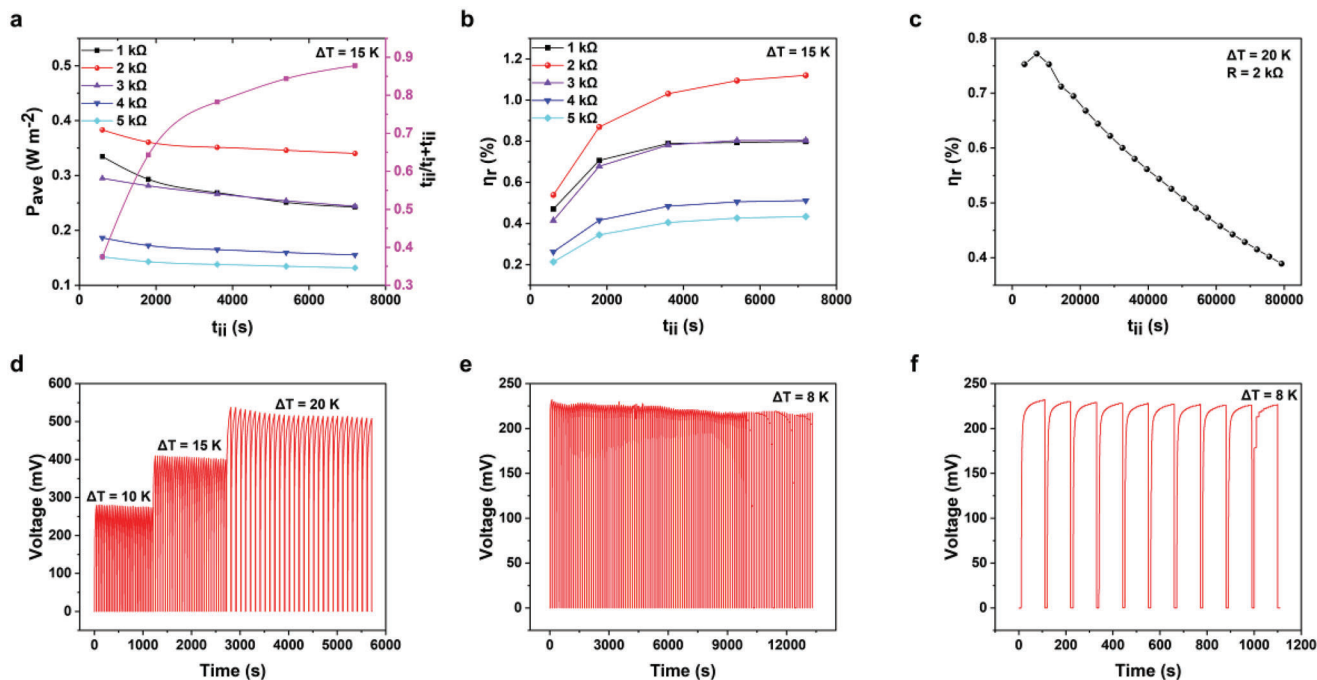 a
ΔT = 15 K
1 kΩ
2 kΩ
3 kΩ
4 kΩ
5 kΩ
0.5
0.4
0.3
0.2
0.1
Pave (W m-2)
0.9
0.8
0.7
0.6
0.5
0.4
0.3
tii/ti+tii
0 2000 4000 6000 8000
tii (s)
b
ΔT = 15 K
1 kΩ
2 kΩ
3 kΩ
4 kΩ
5 kΩ
1.2
1.0
0.8
0.6
0.4
0.2
ηr (%)
0 2000 4000 6000 8000
tii (s)
c
ΔT = 20 K
R = 2 kΩ
0.8
0.7
0.6
0.5
0.4
ηr (%)
0 20000 40000 60000 80000
tii (s)
d
ΔT = 20 K
ΔT = 15 K
ΔT = 10 K
600
500
400
300
200
100
0
Voltage (mV)
0 1000 2000 3000 4000 5000 6000
Time (s)
e
ΔT = 8 K
250
200
150
100
50
0
Voltage (mV)
0 3000 6000 9000 12000
Time (s)
f
ΔT = 8 K
250
200
150
100
50
0
Voltage (mV)
0 200 400 600 800 1000 1200
Time (s)